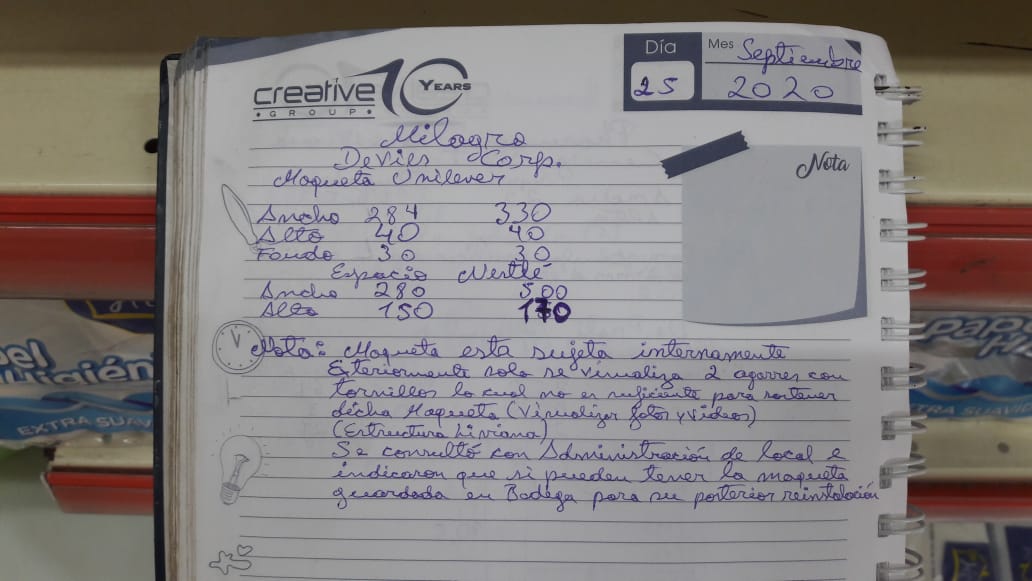 creative 10 YEARS
GROUP
Día Mes Septiembre
25 2020
Milagro
Devies Corp.
Maqueta Unilever
Nota
Ancho 284 330
Alto 40 40
Fondo 30 30
Espacio Nestlé
Ancho 280 500
Alto 150 170
Nota: Maqueta esta sujeta internamente
Exteriormente solo se visualiza 2 agarres con
tornillos lo cual no es suficiente para sostener
dicha Maqueta (Visualizar fotos y videos)
(Estructura Liviana)
Se consultó con Administración de local e
indicaron que si pueden tener la maqueta
guardada en Bodega para su posterior reinstalación
EXTRA SUAV
EXTRA SUAVE